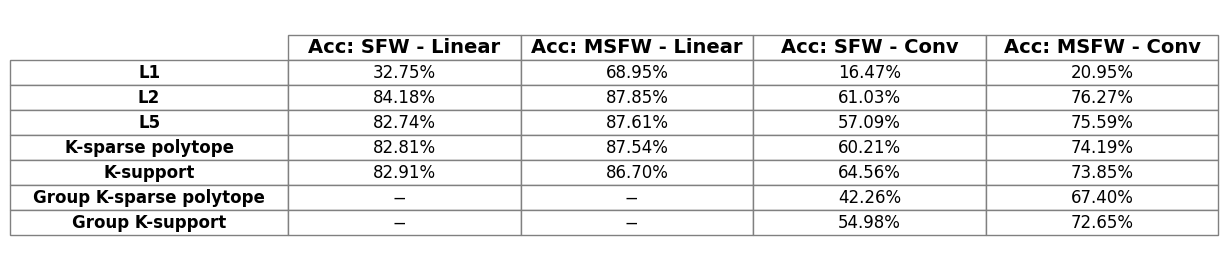 Acc: SFW - Linear Acc: MSFW - Linear Acc: SFW - Conv Acc: MSFW - Conv
L1 32.75% 68.95% 16.47% 20.95%
L2 84.18% 87.85% 61.03% 76.27%
L5 82.74% 87.61% 57.09% 75.59%
K-sparse polytope 82.81% 87.54% 60.21% 74.19%
K-support 82.91% 86.70% 64.56% 73.85%
Group K-sparse polytope – – 42.26% 67.40%
Group K-support – – 54.98% 72.65%